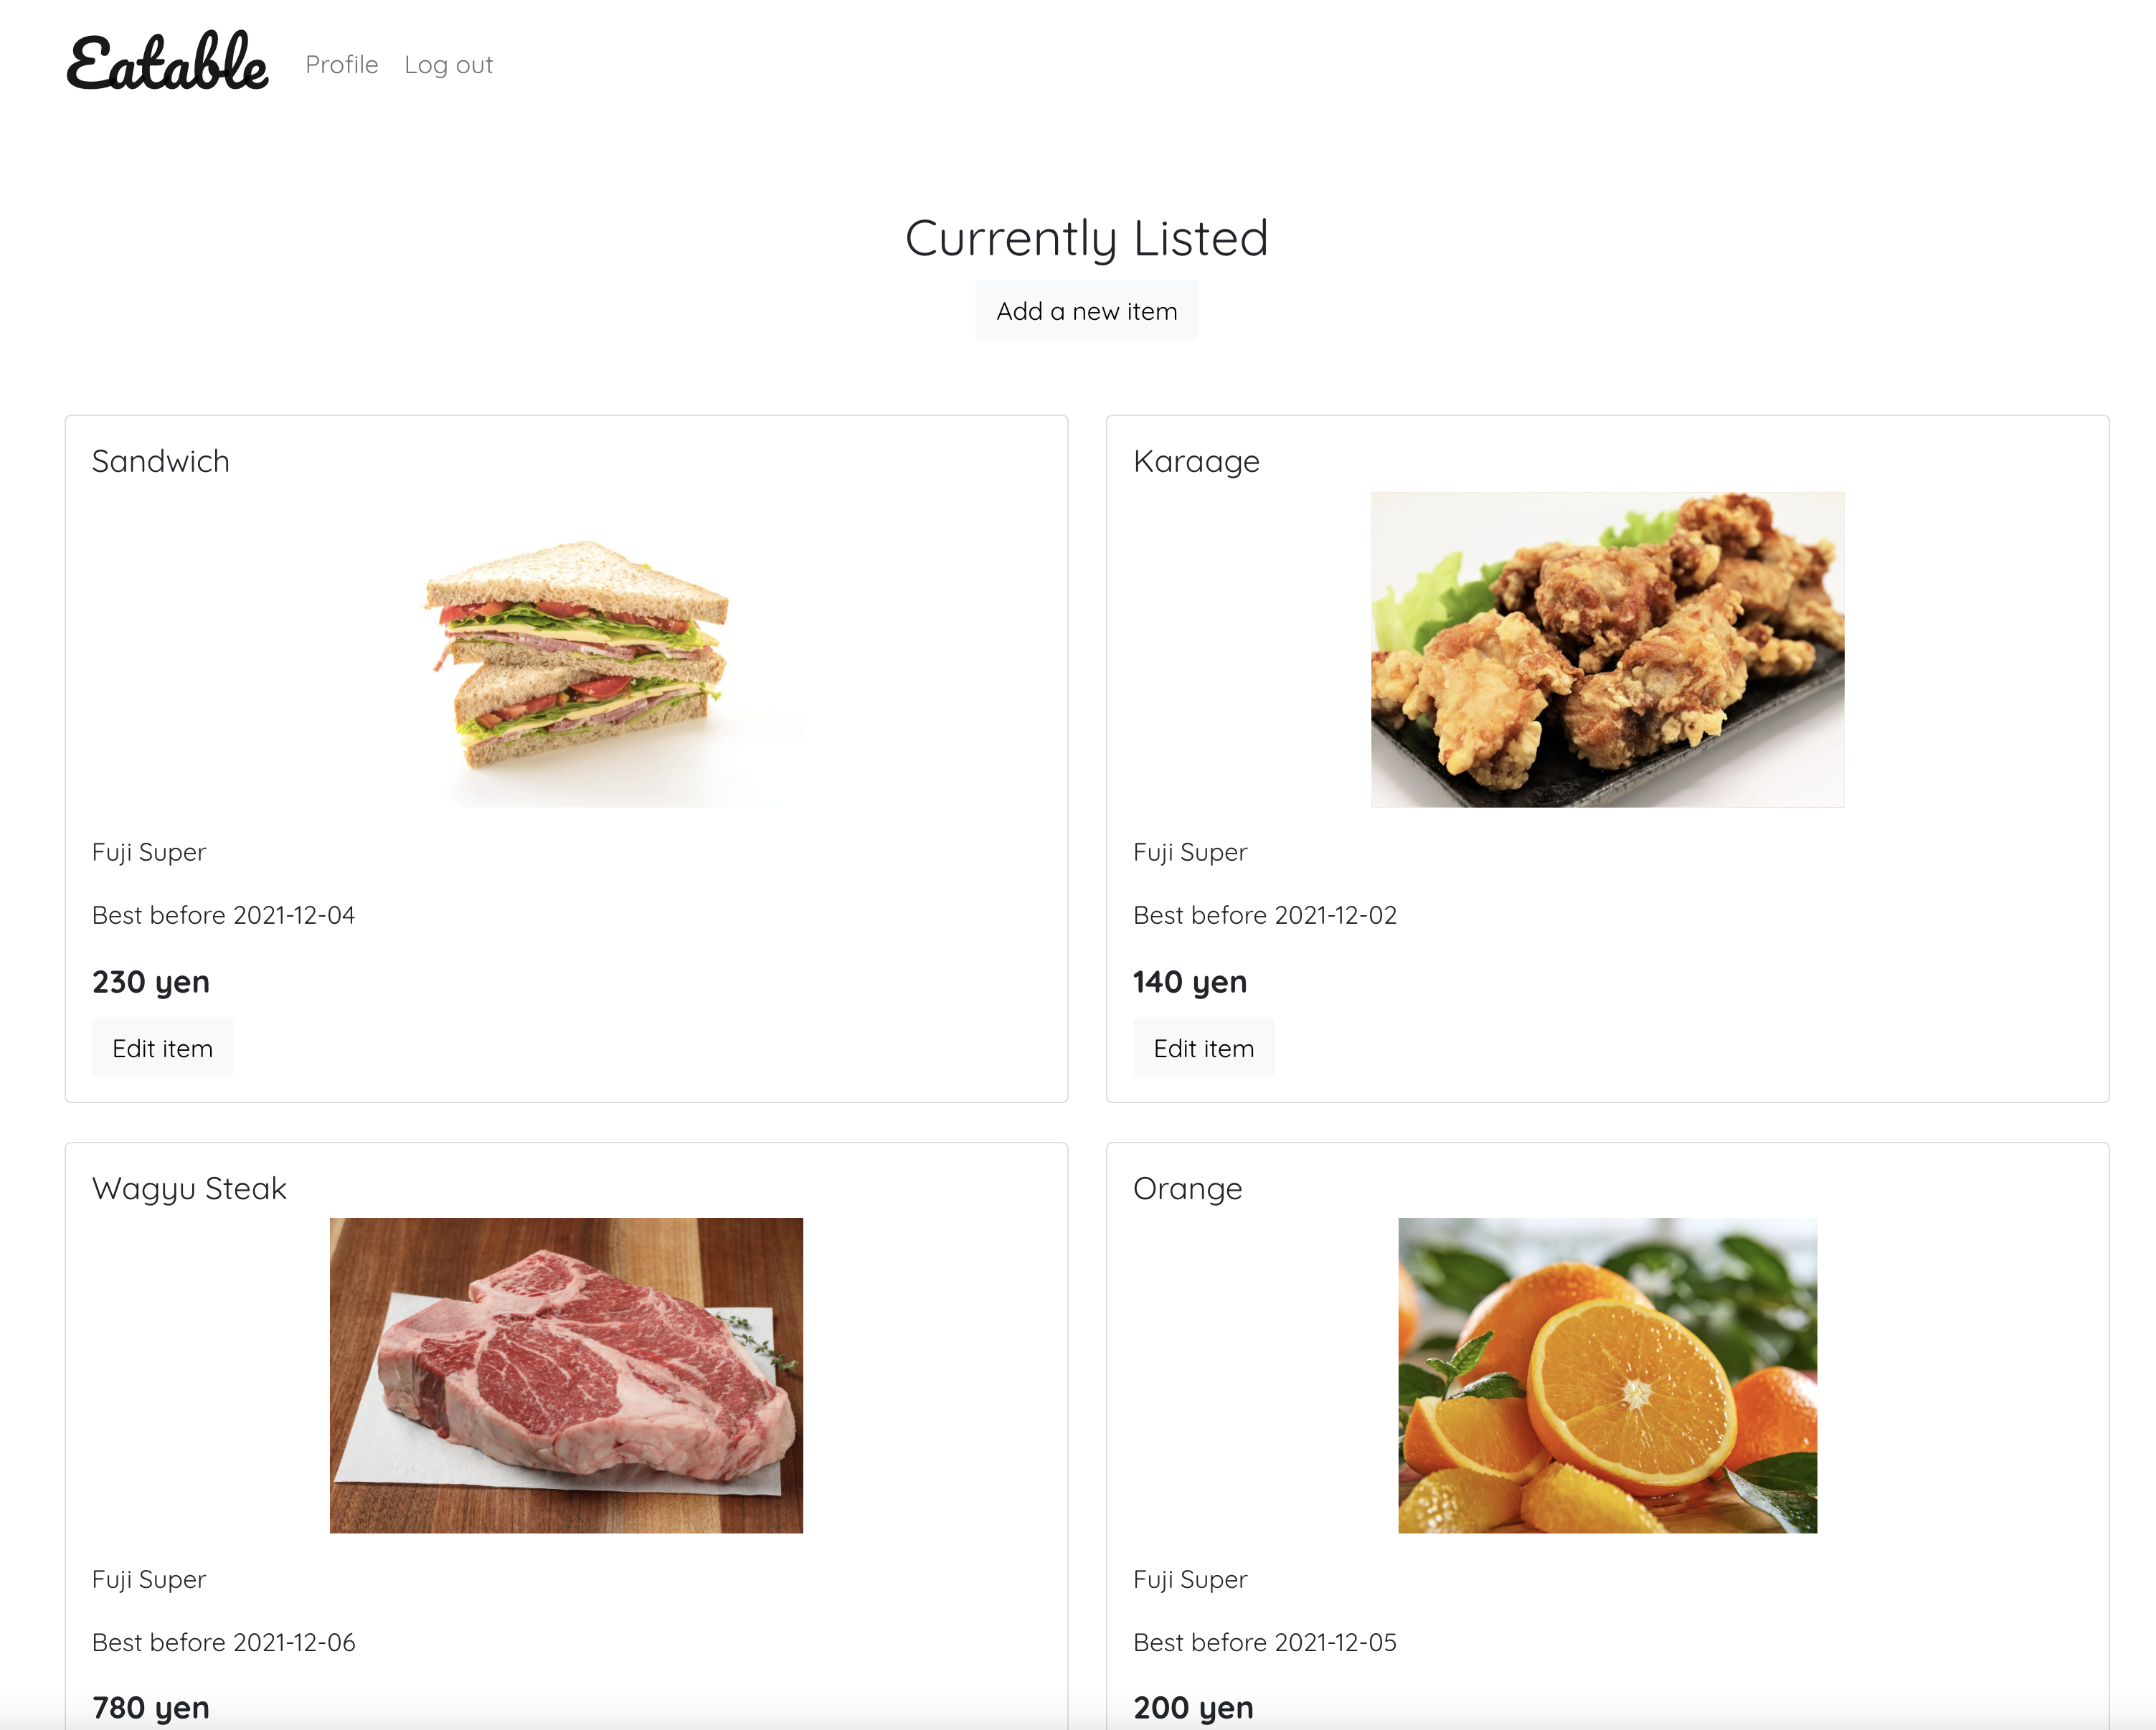 Eatable Profile Log out
Currently Listed
Add a new item
Sandwich
Fuji Super
Best before 2021-12-04
230 yen
Edit item
Karaage
Fuji Super
Best before 2021-12-02
140 yen
Edit item
Wagyu Steak
Fuji Super
Best before 2021-12-06
780 yen
Orange
Fuji Super
Best before 2021-12-05
200 yen